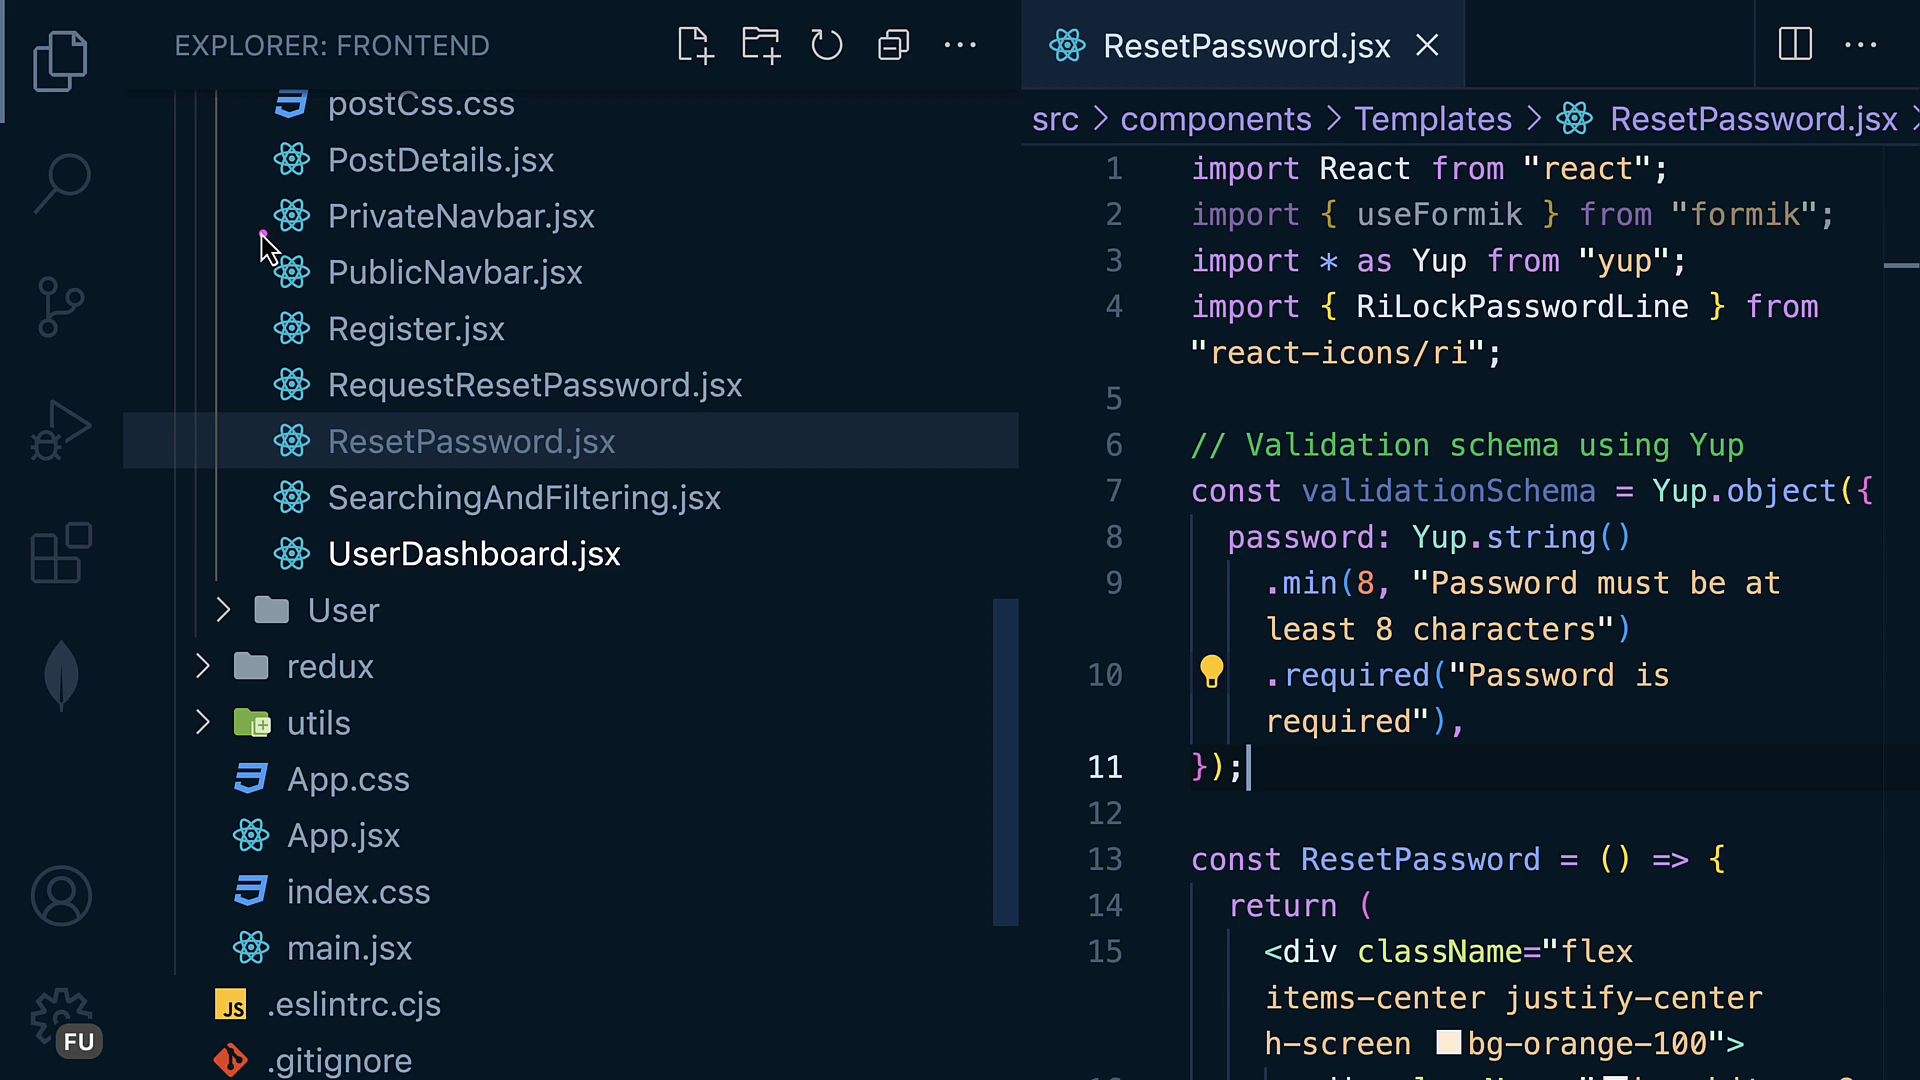 EXPLORER: FRONTEND
postCss.css
PostDetails.jsx
PrivateNavbar.jsx
PublicNavbar.jsx
Register.jsx
RequestResetPassword.jsx
ResetPassword.jsx
SearchingAndFiltering.jsx
UserDashboard.jsx
User
redux
utils
App.css
App.jsx
index.css
main.jsx
JS .eslintrc.cjs
.gitignore
FU
ResetPassword.jsx
src > components > Templates > ResetPassword.jsx >
1 import React from "react";
2 import { useFormik } from "formik";
3 import * as Yup from "yup";
4 import { RiLockPasswordLine } from
"react-icons/ri";
5
6 // Validation schema using Yup
7 const validationSchema = Yup.object({
8 password: Yup.string()
9 .min(8, "Password must be at
least 8 characters")
10 .required("Password is
required"),
11 });
12
13 const ResetPassword = () => {
14 return (
15 <div className="flex
items-center justify-center
h-screen bg-orange-100">